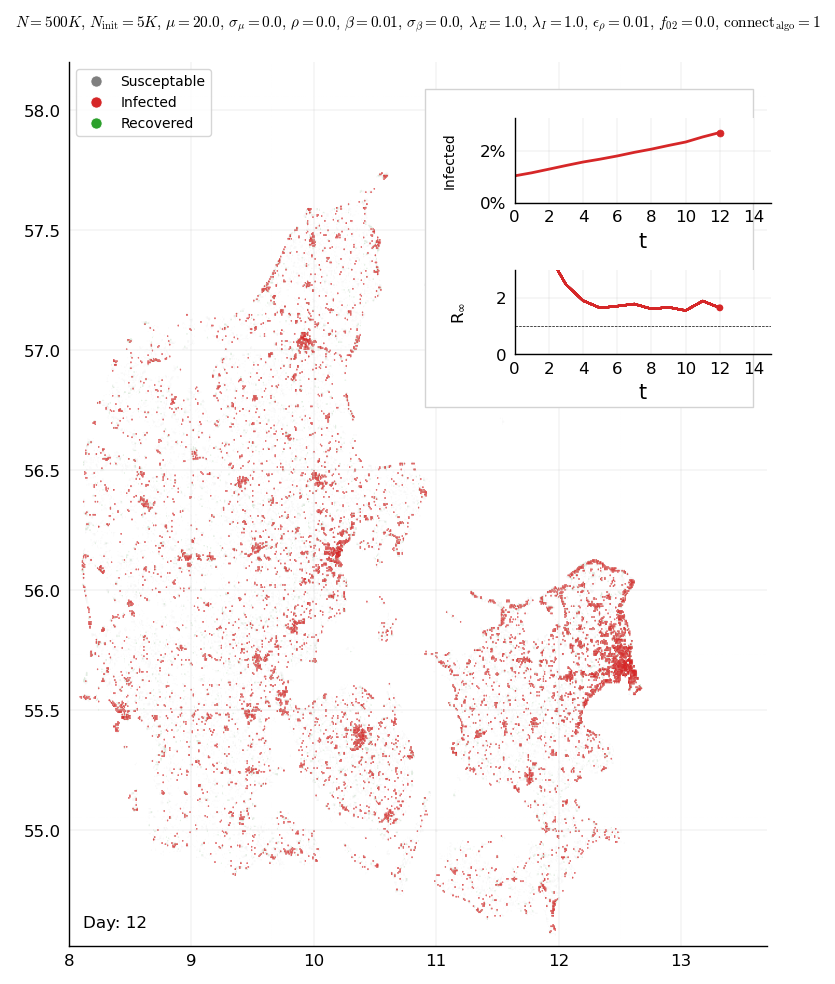 N = 500K, N_init = 5K, μ = 20.0, σ_μ = 0.0, ρ = 0.0, β = 0.01, σ_β = 0.0, λ_E = 1.0, λ_I = 1.0, ϵ_ρ = 0.01, f_02 = 0.0, connect_algo = 1
Susceptable
Infected
Recovered
Infected
2%
0%
0 2 4 6 8 10 12 14
t
R∞
2
0
0 2 4 6 8 10 12 14
t
58.0
57.5
57.0
56.5
56.0
55.5
55.0
Day: 12
8 9 10 11 12 13